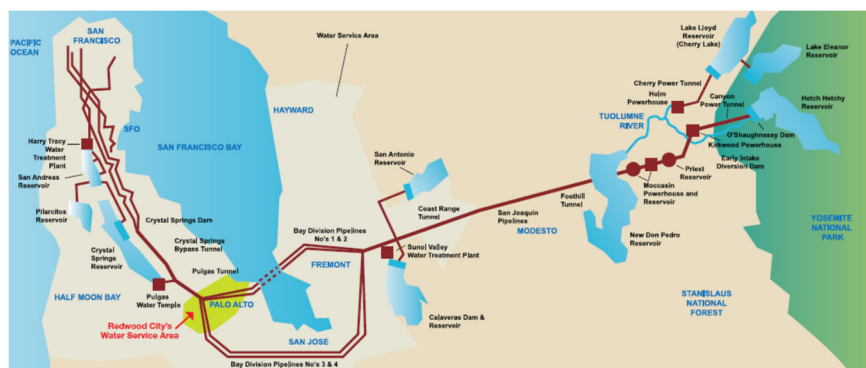 SAN
FRANCISCO
PACIFIC
OCEAN
Water Service Area
Lake Lloyd
Reservoir
(Cherry Lake)
Lake Eleanor
Reservoir
HAYWARD
Cherry Power Tunnel
Holm
Powerhouse
Canyon
Power Tunnel
Hetch Hetchy
Reservoir
SFO
TUOLUMNE
RIVER
O'Shaughnessy Dam
Kirkwood Powerhouse
Harry Tracy
Water
Treatment
Plant
SAN FRANCISCO BAY
San Antonio
Reservoir
Early Intake
Diversion Dam
Priest
Reservoir
San Andreas
Reservoir
Moccasin
Powerhouse
and Reservoir
Foothill
Tunnel
Pilarcitos
Reservoir
Crystal Springs Dam
Coast Range
Tunnel
San Joaquin
Pipelines
YOSEMITE
NATIONAL
PARK
Bay Division Pipelines
No's 1 & 2
MODESTO
New Don Pedro
Reservoir
Crystal
Springs
Reservoir
Crystal Springs
Bypass Tunnel
Sunol Valley
Water Treatment Plant
Pulgas Tunnel
FREMONT
HALF MOON BAY
Pulgas
Water Temple
PALO ALTO
STANISLAUS
NATIONAL
FOREST
Calaveras Dam &
Reservoir
Redwood City's
Water Service Area
SAN JOSE
Bay Division Pipelines No's 3 & 4